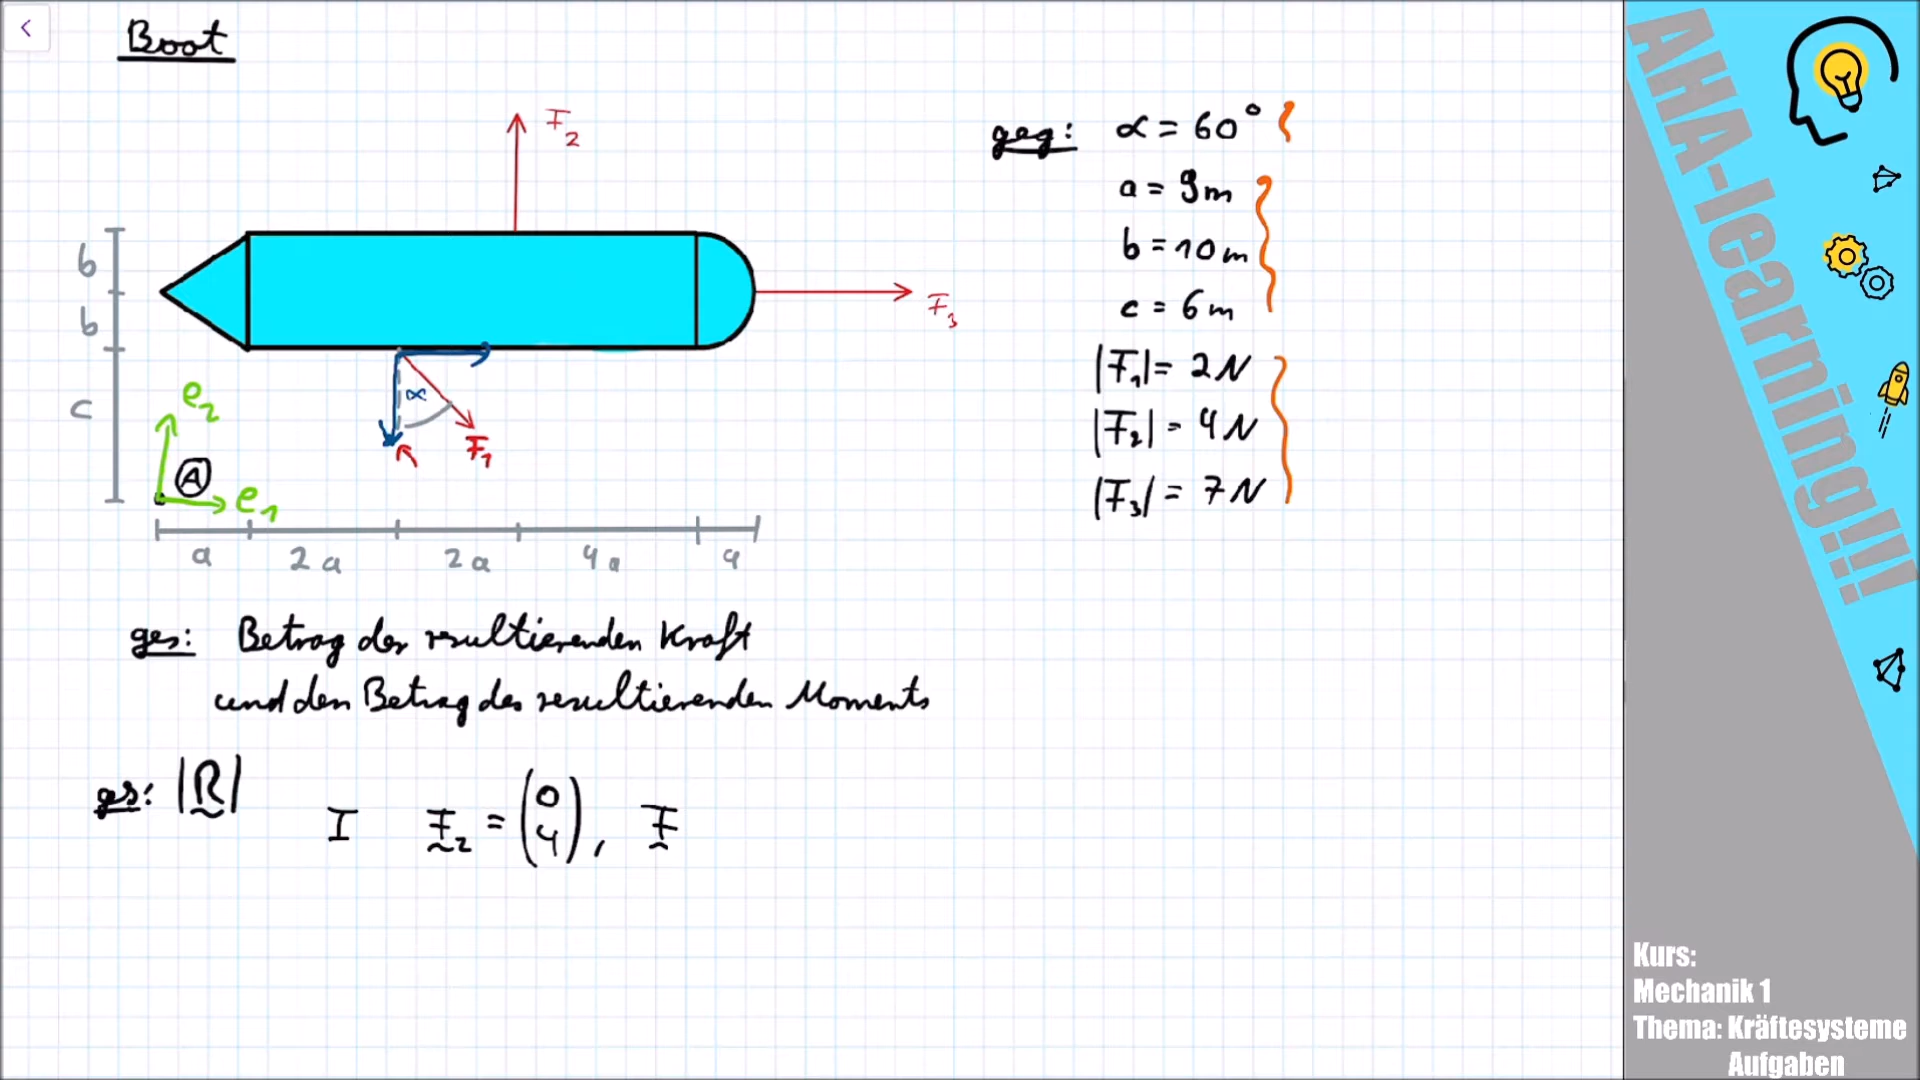 Boot
F2
geg: α = 60°
a = 9m
b = 10m
c = 6m
|F1| = 2N
|F2| = 4N
|F3| = 7N
b
b
c
F3
α
F1
e2
A
e1
a 2a 2a 4a a
ges: Betrag der resultierenden Kraft
und den Betrag des resultierenden Moments
ges: |R|
I F2 = (0 4), F
AHA-learning!!!
Kurs:
Mechanik 1
Thema: Kräftesysteme
Aufgaben